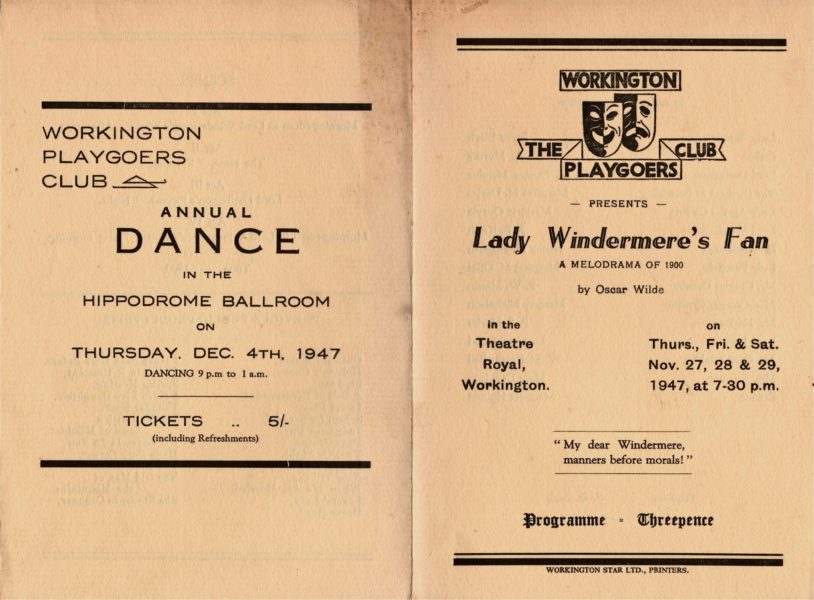 WORKINGTON
PLAYGOERS
CLUB
ANNUAL
DANCE
IN THE
HIPPODROME BALLROOM
ON
THURSDAY, DEC. 4TH, 1947
DANCING 9 p.m to 1 a.m.
TICKETS .. 5/-
(including Refreshments)
WORKINGTON
THE CLUB
PLAYGOERS
— PRESENTS —
Lady Windermere's Fan
A MELODRAMA OF 1900
by Oscar Wilde
in the
Theatre
Royal,
Workington.
on
Thurs., Fri. & Sat.
Nov. 27, 28 & 29,
1947, at 7-30 p.m.
“ My dear Windermere,
manners before morals! ”
Programme - Threepence
WORKINGTON STAR LTD., PRINTERS.